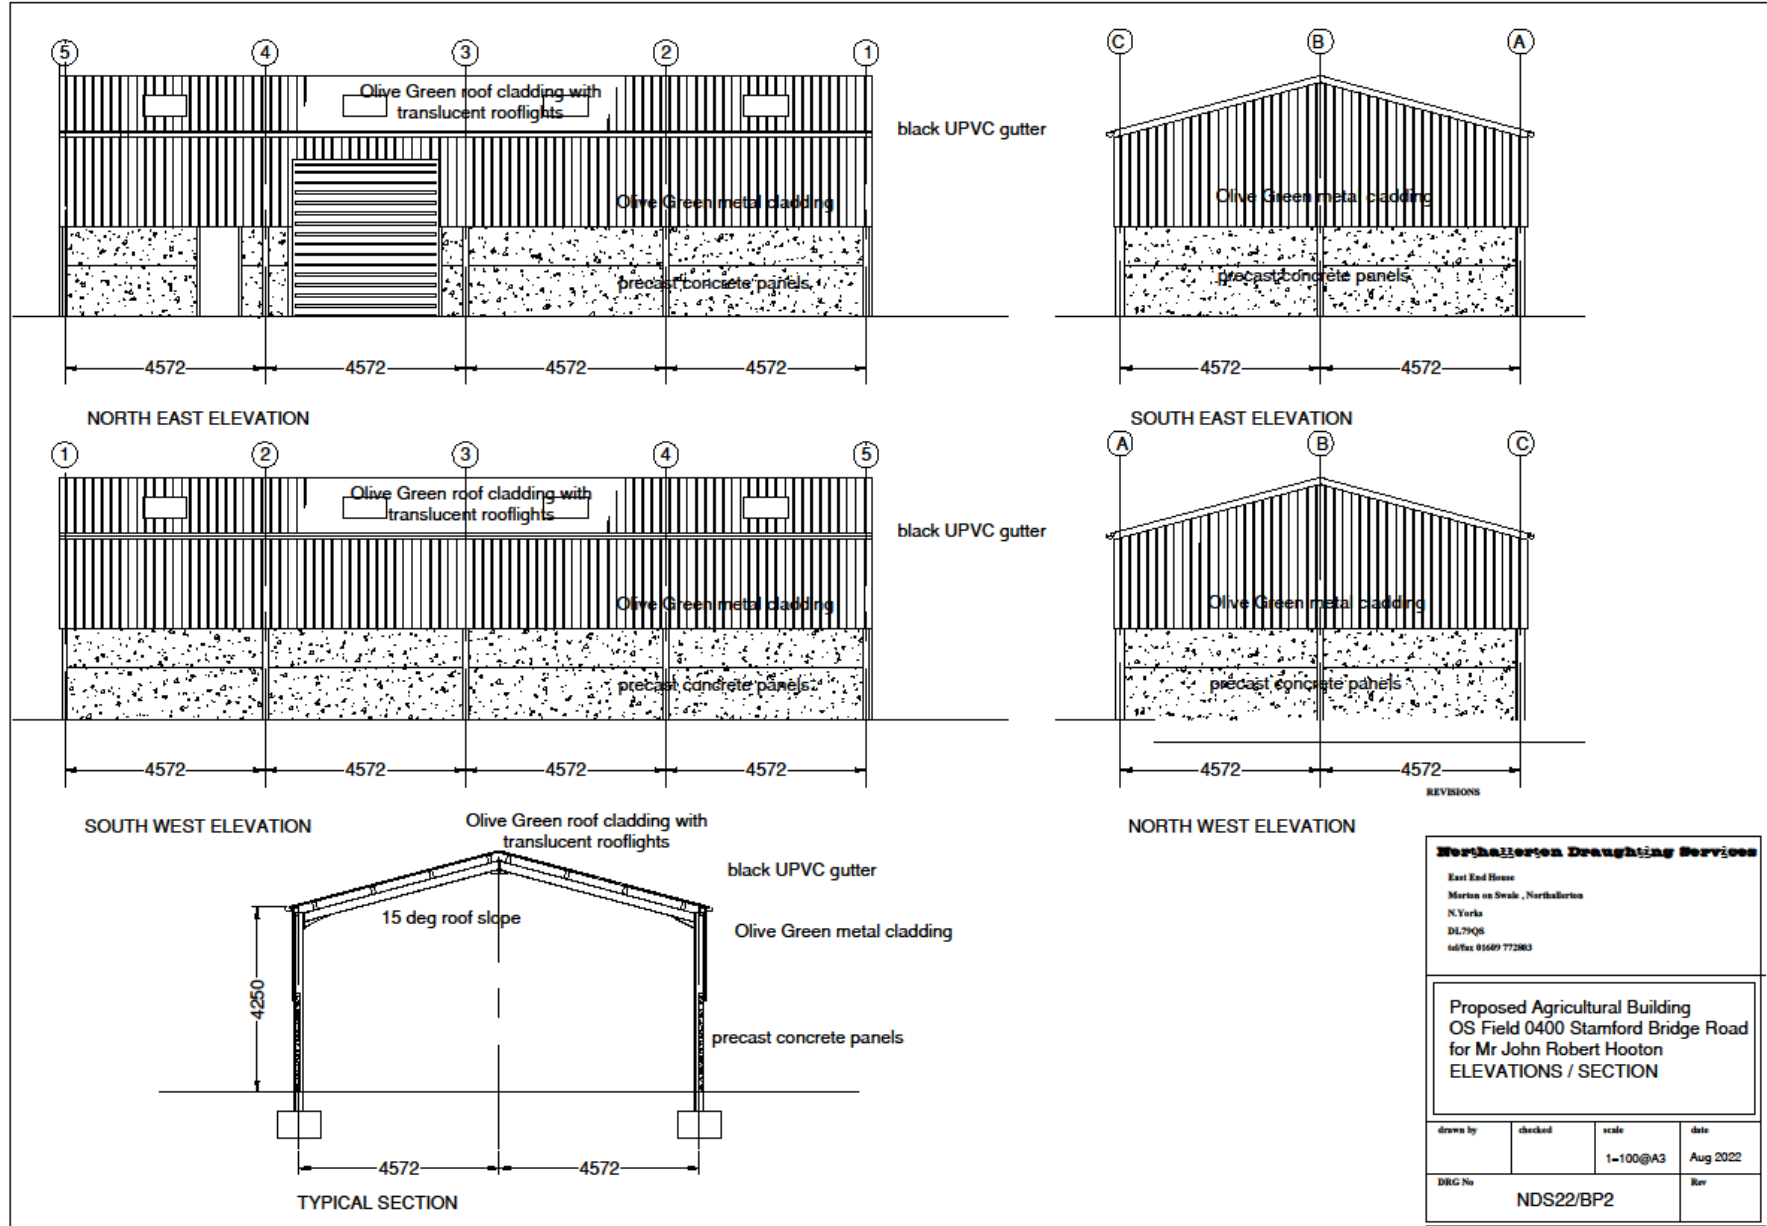 5 4 3 2 1
Olive Green roof cladding with
translucent rooflights
black UPVC gutter
Olive Green metal cladding
precast concrete panels
4572 4572 4572 4572
NORTH EAST ELEVATION
C B A
Olive Green metal cladding
precast concrete panels
4572 4572
SOUTH EAST ELEVATION
1 2 3 4 5
Olive Green roof cladding with
translucent rooflights
black UPVC gutter
Olive Green metal cladding
precast concrete panels
4572 4572 4572 4572
SOUTH WEST ELEVATION
A B C
Olive Green metal cladding
precast concrete panels
4572 4572
REVISIONS
NORTH WEST ELEVATION
Olive Green roof cladding with
translucent rooflights
black UPVC gutter
15 deg roof slope
Olive Green metal cladding
4250
precast concrete panels
4572 4572
TYPICAL SECTION
Northallerton Draughting Services
East End House
Morton on Swale , Northallerton
N.Yorks
DL79QS
tel/fax 01609 772803
Proposed Agricultural Building
OS Field 0400 Stamford Bridge Road
for Mr John Robert Hooton
ELEVATIONS / SECTION
drawn by checked scale date
1=100@A3 Aug 2022
DRG No Rev
NDS22/BP2